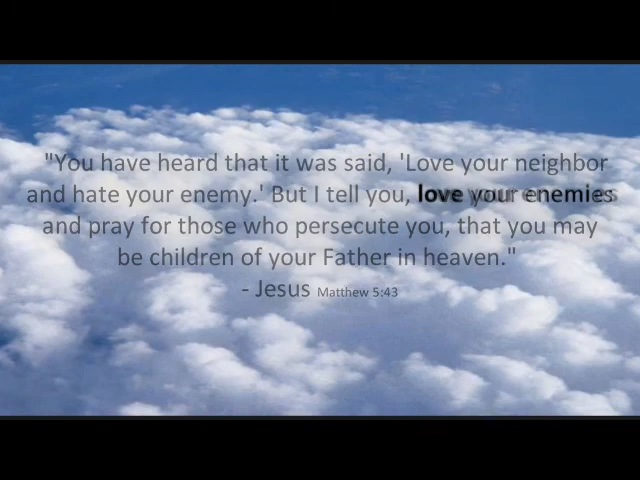 "You have heard that it was said, 'Love your neighbor
and hate your enemy.' But I tell you, love your enemies
and pray for those who persecute you, that you may
be children of your Father in heaven."
- Jesus Matthew 5:43